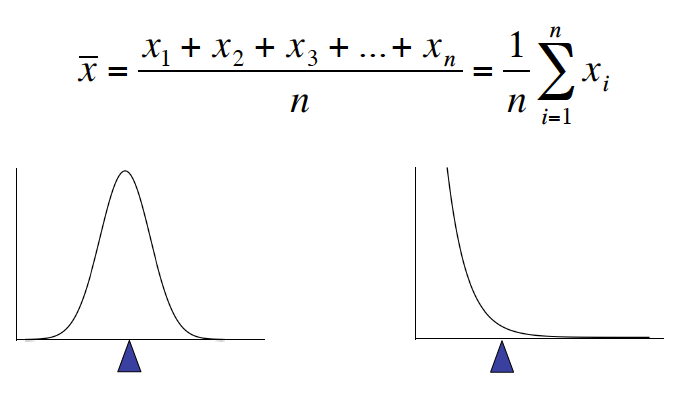 x̄ = (x₁ + x₂ + x₃ + ... + xₙ) / n = (1 / n) ∑ᵢ₌₁ⁿ xᵢ